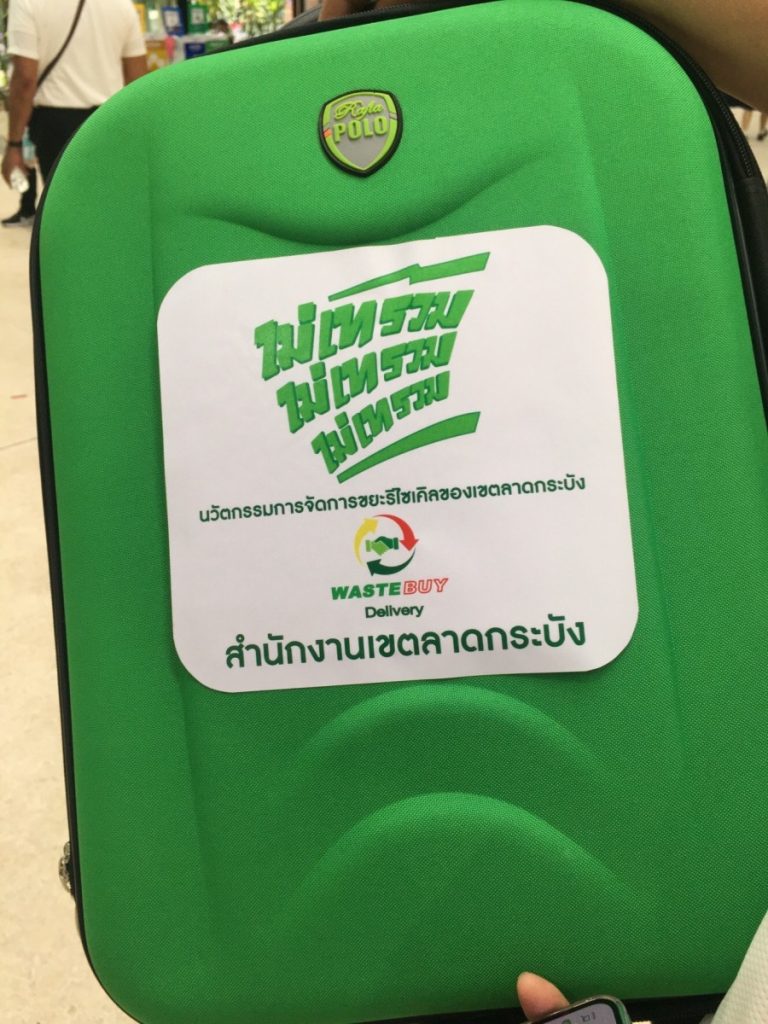 Rafia
POLO
ไม่เทรวม
ไม่เทรวม
ไม่เทรวม
นวัตกรรมการจัดการขยะรีไซเคิลของเขตลาดกระบัง
WASTE BUY
Delivery
สำนักงานเขตลาดกระบัง